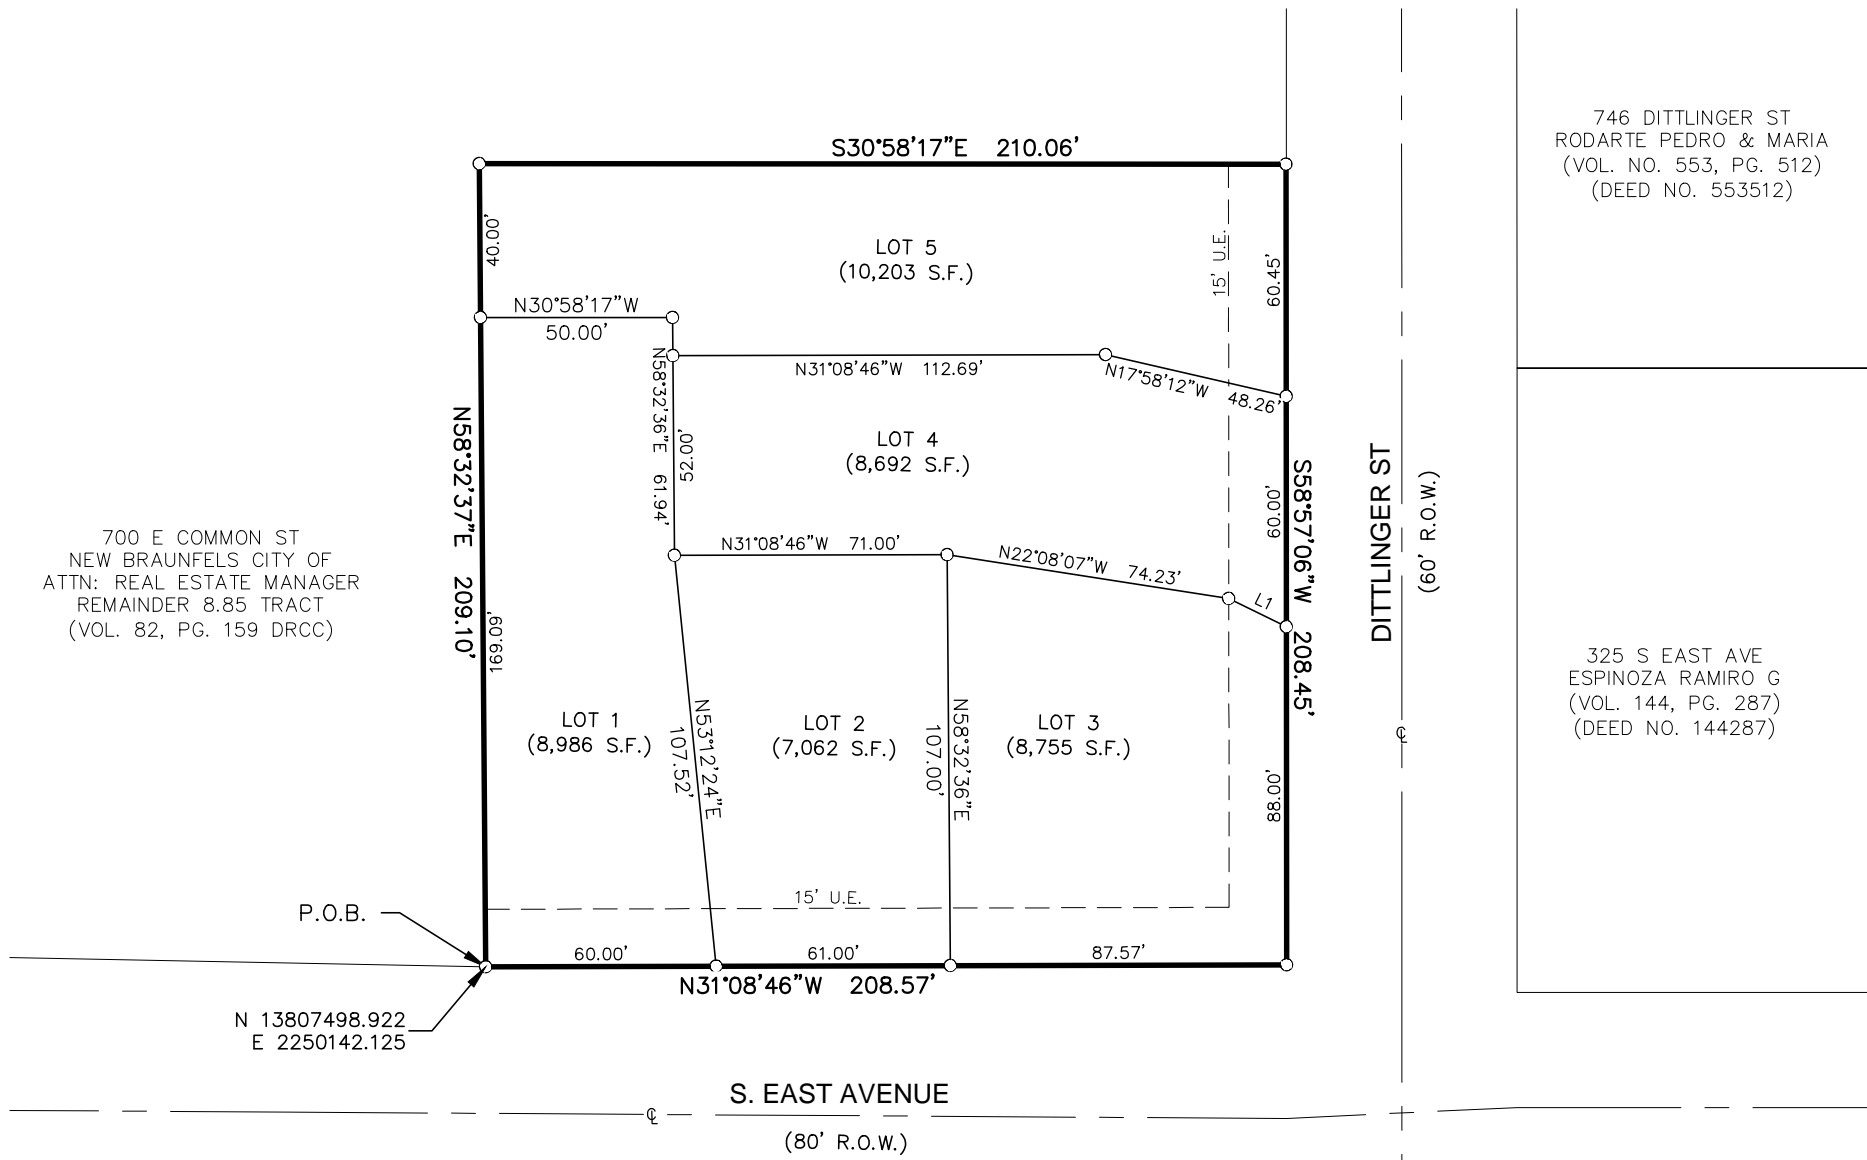 S30°58'17"E 210.06'
746 DITTLINGER ST
RODARTE PEDRO & MARIA
(VOL. NO. 553, PG. 512)
(DEED NO. 553512)
40.00'
LOT 5
(10,203 S.F.)
15' U.E.
60.45'
N30°58'17"W
50.00'
N31°08'46"W 112.69'
N17°58'12"W 48.26'
N58°32'36"E 61.94'
52.00'
LOT 4
(8,692 S.F.)
N58°32'37"E 209.10'
169.09'
S58°57'06"W 208.45'
60.00'
DITTLINGER ST
(60' R.O.W.)
700 E COMMON ST
NEW BRAUNFELS CITY OF
ATTN: REAL ESTATE MANAGER
REMAINDER 8.85 TRACT
(VOL. 82, PG. 159 DRCC)
N31°08'46"W 71.00'
N22°08'07"W 74.23'
L1
325 S EAST AVE
ESPINOZA RAMIRO G
(VOL. 144, PG. 287)
(DEED NO. 144287)
LOT 1
(8,986 S.F.)
N53°12'24"E
107.52'
LOT 2
(7,062 S.F.)
N58°32'36"E
107.00'
LOT 3
(8,755 S.F.)
88.00'
℄
15' U.E.
P.O.B.
60.00'
61.00'
87.57'
N31°08'46"W 208.57'
N 13807498.922
E 2250142.125
S. EAST AVENUE
℄
(80' R.O.W.)